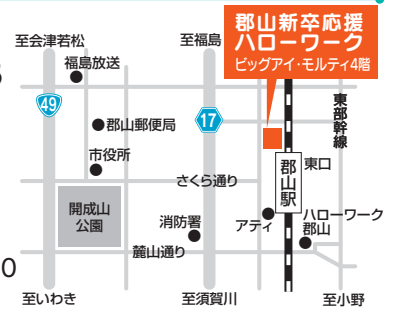 郡山新卒応援
ハローワーク
ビッグアイ・モルティ4階
至会津若松
至福島
福島放送
49
17
東部幹線
郡山郵便局
市役所
さくら通り
郡山駅
東口
開成山
公園
消防署
アティ
ハローワーク
郡山
麓山通り
0
至いわき
至須賀川
至小野